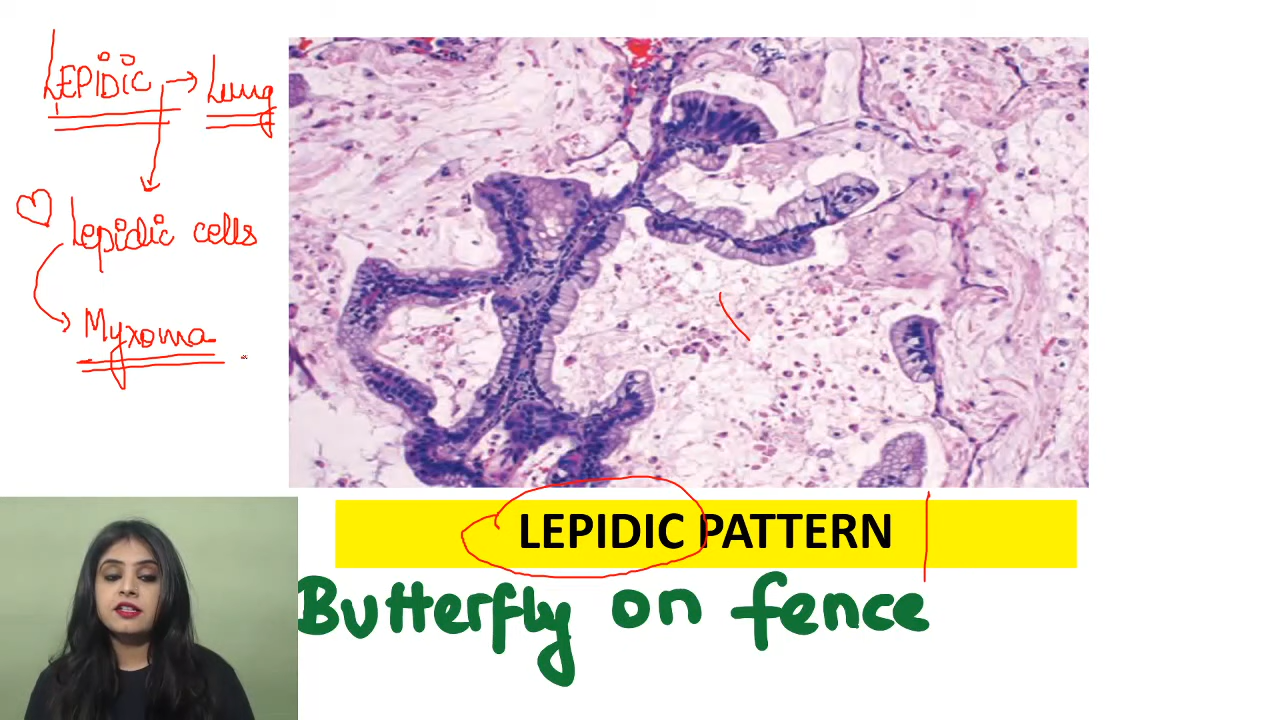 LEPIDIC → Lung
Lepidic cells
Myxoma
LEPIDIC PATTERN
Butterfly on fence